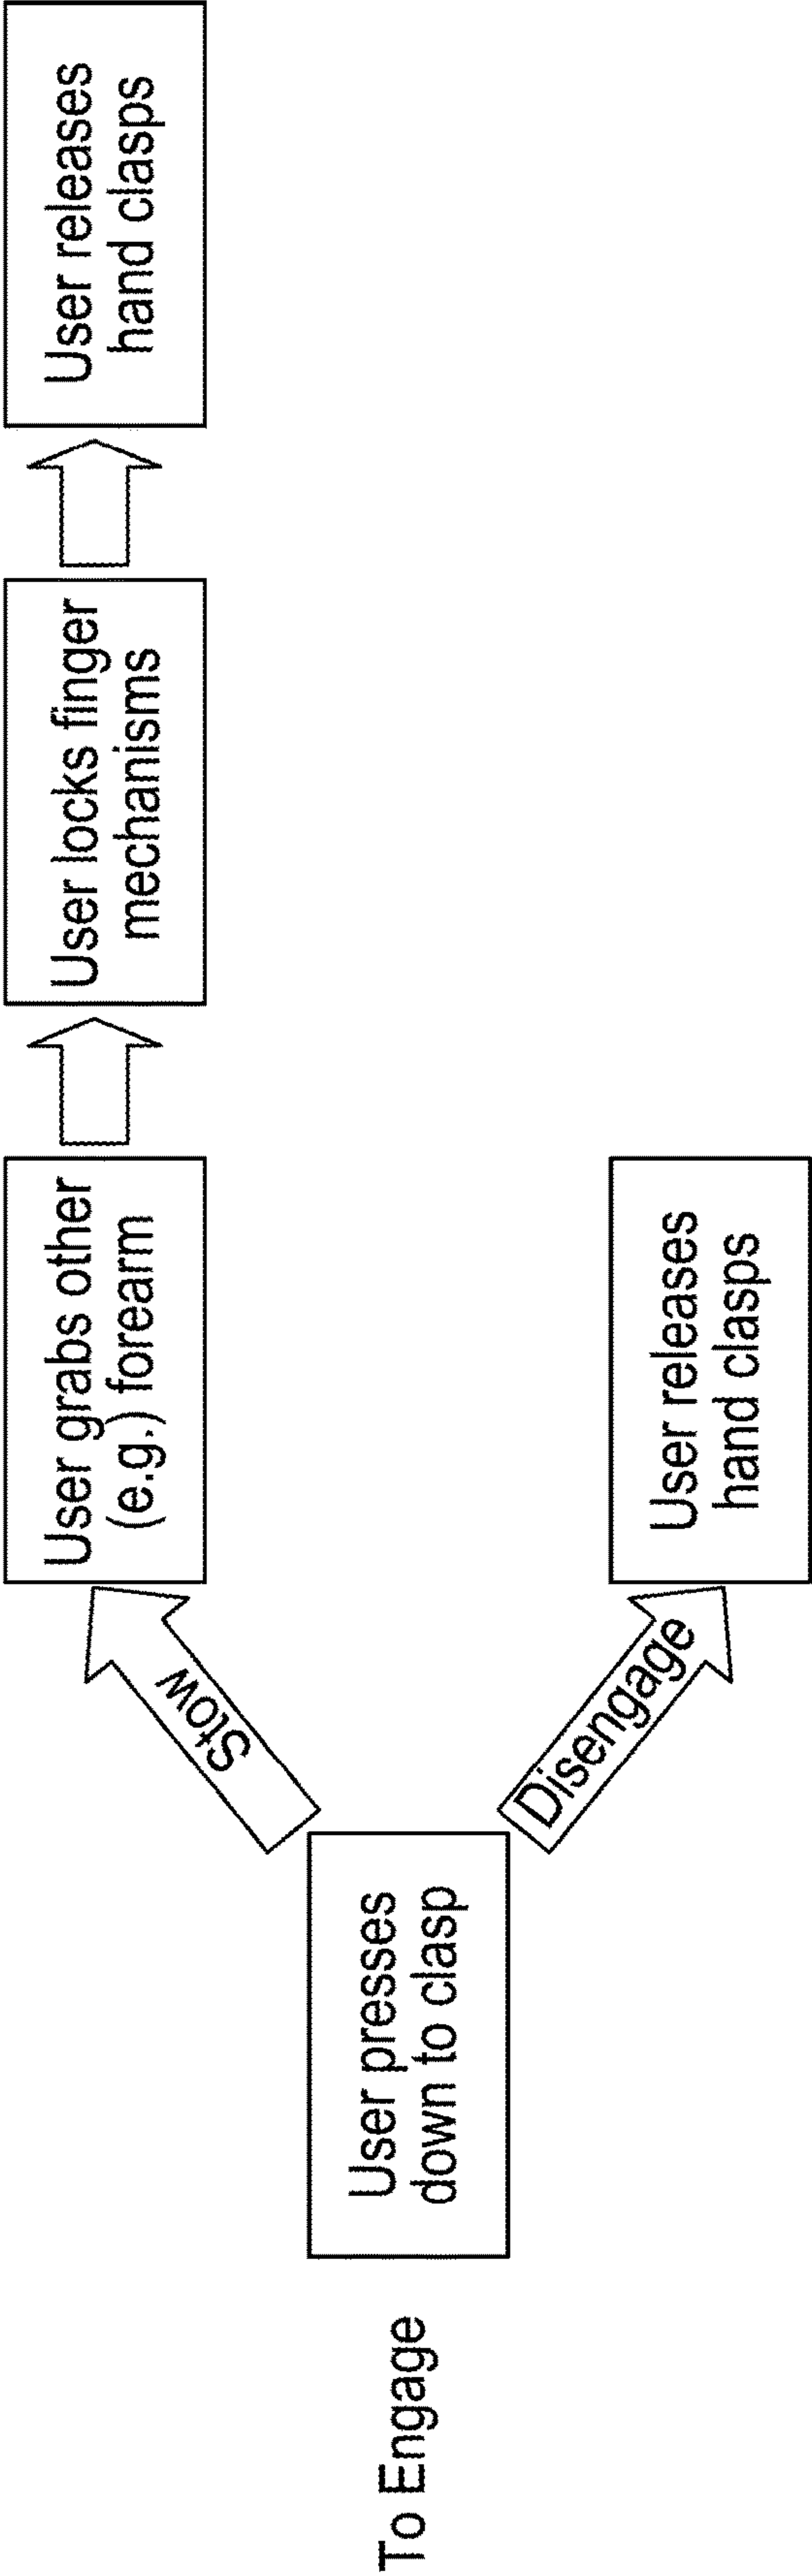 To Engage
User presses
down to clasp
Stow
User grabs other
(e.g.) forearm
User locks finger
mechanisms
User releases
hand clasps
Disengage
User releases
hand clasps